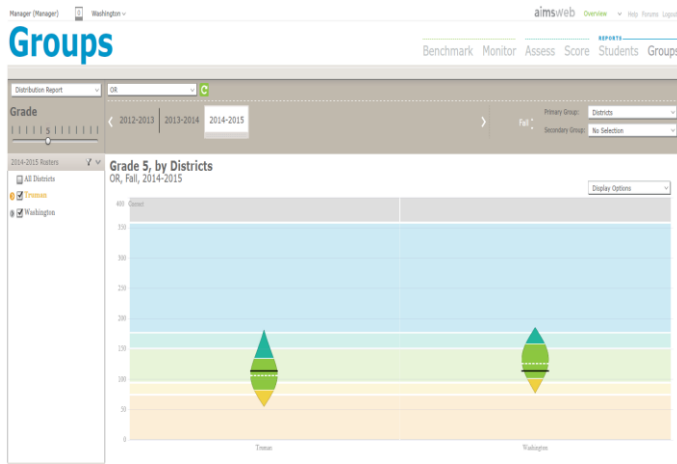 Manager (Manager) 0 Washington
aimsweb Overview Help Forums Logout
Groups
REPORTS
Benchmark Monitor Assess Score Students Groups
Distribution Report OR
Grade
5
2012-2013 2013-2014 2014-2015
Fall
Primary Group: Districts
Secondary Group: No Selection
2014-2015 Rosters
All Districts
Truman
Washington
Grade 5, by Districts
OR, Fall, 2014-2015
Display Options
400
350
300
250
200
150
100
50
0
Truman Washington